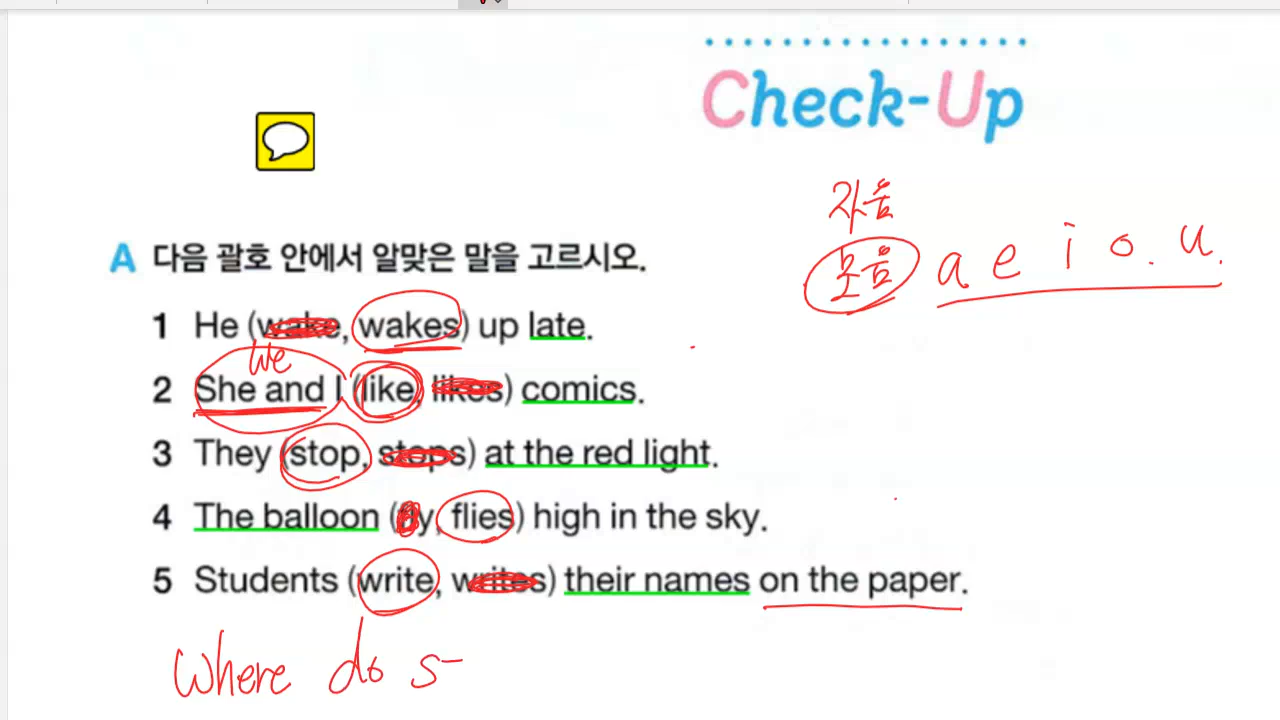 Check-Up
자음
모음 a e i o. u.
A 다음 괄호 안에서 알맞은 말을 고르시오.
1 He (wake, wakes) up late.
We
2 She and I (like, likes) comics.
3 They (stop, stops) at the red light.
4 The balloon (fly, flies) high in the sky.
5 Students (write, writes) their names on the paper.
Where do s